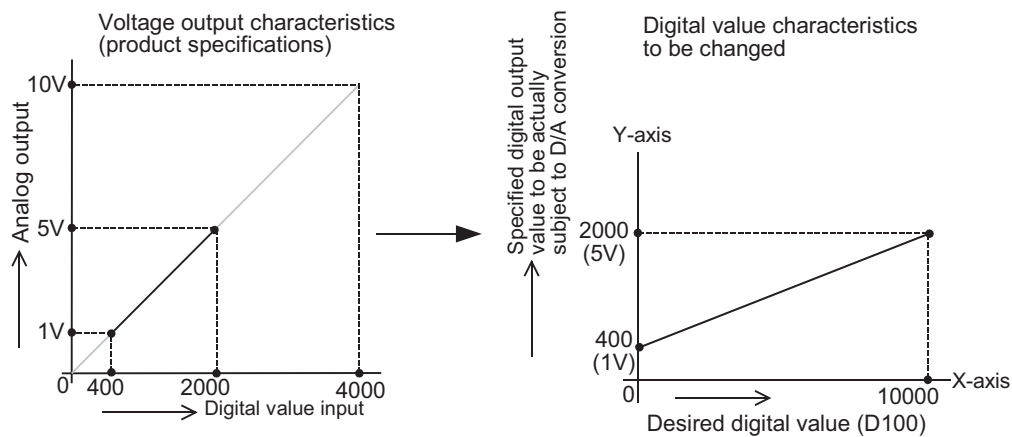 Voltage output characteristics
(product specifications)
10V
5V
1V
0
400
2000
4000
Analog output
Digital value input
Digital value characteristics
to be changed
Specified digital output
value to be actually
subject to D/A conversion
Y-axis
2000
(5V)
400
(1V)
0
10000
X-axis
Desired digital value (D100)